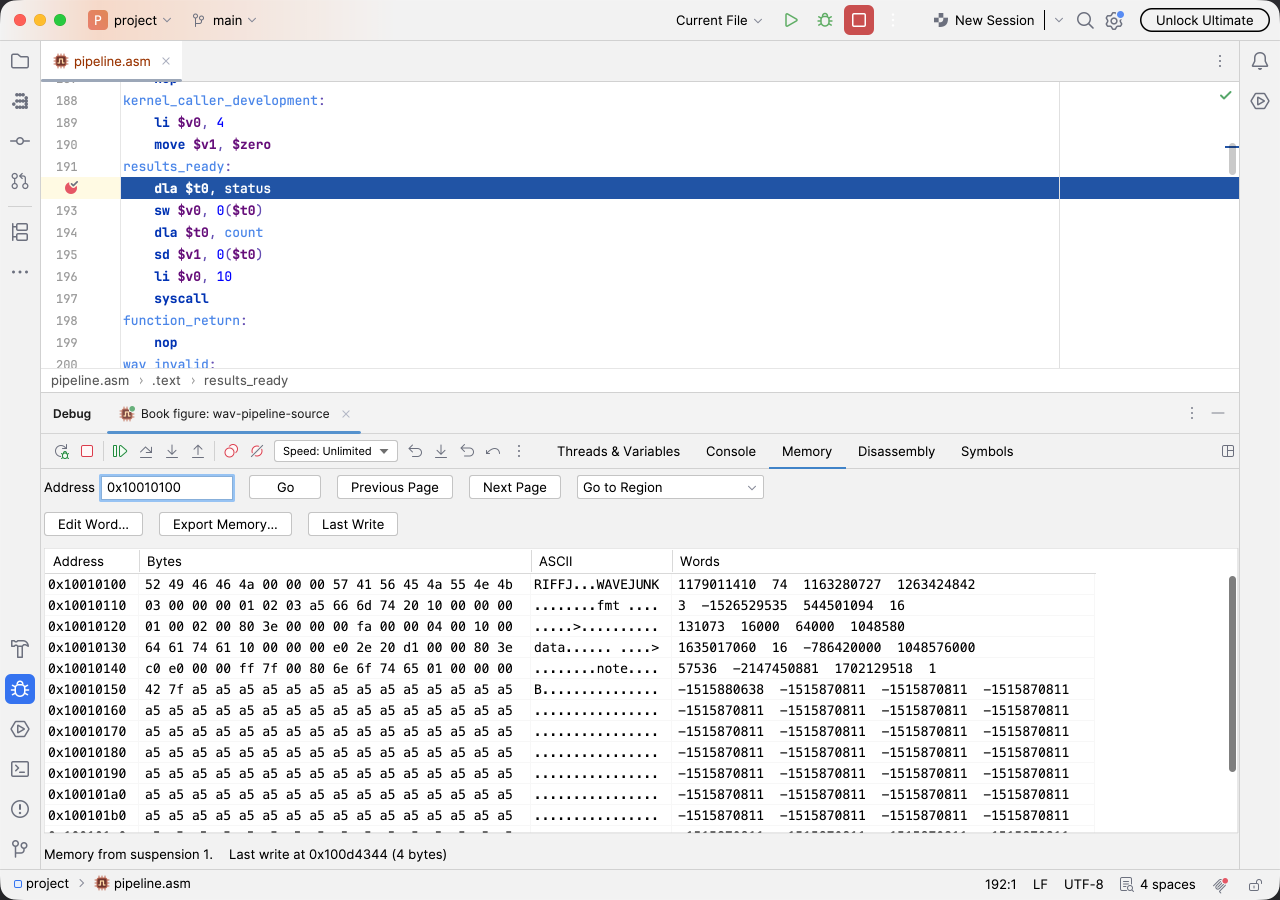 P project main Current File New Session Unlock Ultimate
pipeline.asm
nop
188 kernel_caller_development:
189 li $v0, 4
190 move $v1, $zero
191 results_ready:
dla $t0, status
193 sw $v0, 0($t0)
194 dla $t0, count
195 sd $v1, 0($t0)
196 li $v0, 10
197 syscall
198 function_return:
199 nop
200 wav_invalid:
pipeline.asm › .text › results_ready
Debug Book figure: wav-pipeline-source
Speed: Unlimited Threads & Variables Console Memory Disassembly Symbols
Address 0x10010100 Go Previous Page Next Page Go to Region
Edit Word... Export Memory... Last Write
Address Bytes ASCII Words
0x10010100 52 49 46 46 4a 00 00 00 57 41 56 45 4a 55 4e 4b RIFFJ...WAVEJUNK 1179011410 74 1163280727 1263424842
0x10010110 03 00 00 00 01 02 03 a5 66 6d 74 20 10 00 00 00 ........fmt .... 3 -1526529535 544501094 16
0x10010120 01 00 02 00 80 3e 00 00 00 fa 00 00 04 00 10 00 .....>.......... 131073 16000 64000 1048580
0x10010130 64 61 74 61 10 00 00 00 e0 2e 20 d1 00 00 80 3e data...... ....> 1635017060 16 -786420000 1048576000
0x10010140 c0 e0 00 00 ff 7f 00 80 6e 6f 74 65 01 00 00 00 ........note.... 57536 -2147450881 1702129518 1
0x10010150 42 7f a5 a5 a5 a5 a5 a5 a5 a5 a5 a5 a5 a5 a5 a5 B............... -1515880638 -1515870811 -1515870811 -1515870811
0x10010160 a5 a5 a5 a5 a5 a5 a5 a5 a5 a5 a5 a5 a5 a5 a5 a5 ................ -1515870811 -1515870811 -1515870811 -1515870811
0x10010170 a5 a5 a5 a5 a5 a5 a5 a5 a5 a5 a5 a5 a5 a5 a5 a5 ................ -1515870811 -1515870811 -1515870811 -1515870811
0x10010180 a5 a5 a5 a5 a5 a5 a5 a5 a5 a5 a5 a5 a5 a5 a5 a5 ................ -1515870811 -1515870811 -1515870811 -1515870811
0x10010190 a5 a5 a5 a5 a5 a5 a5 a5 a5 a5 a5 a5 a5 a5 a5 a5 ................ -1515870811 -1515870811 -1515870811 -1515870811
0x100101a0 a5 a5 a5 a5 a5 a5 a5 a5 a5 a5 a5 a5 a5 a5 a5 a5 ................ -1515870811 -1515870811 -1515870811 -1515870811
0x100101b0 a5 a5 a5 a5 a5 a5 a5 a5 a5 a5 a5 a5 a5 a5 a5 a5 ................ -1515870811 -1515870811 -1515870811 -1515870811
Memory from suspension 1. Last write at 0x100d4344 (4 bytes)
project › pipeline.asm 192:1 LF UTF-8 4 spaces